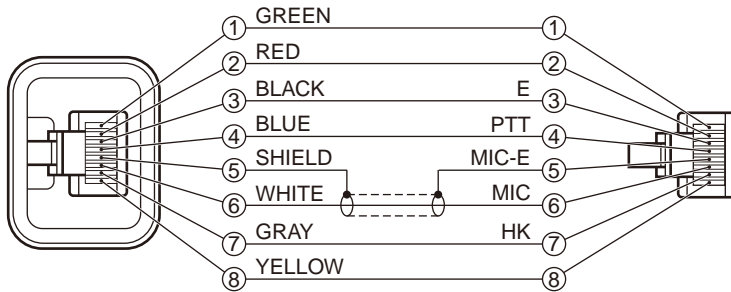 ① GREEN ①
② RED ②
③ BLACK E ③
④ BLUE PTT ④
⑤ SHIELD MIC-E ⑤
⑥ WHITE MIC ⑥
⑦ GRAY HK ⑦
⑧ YELLOW ⑧